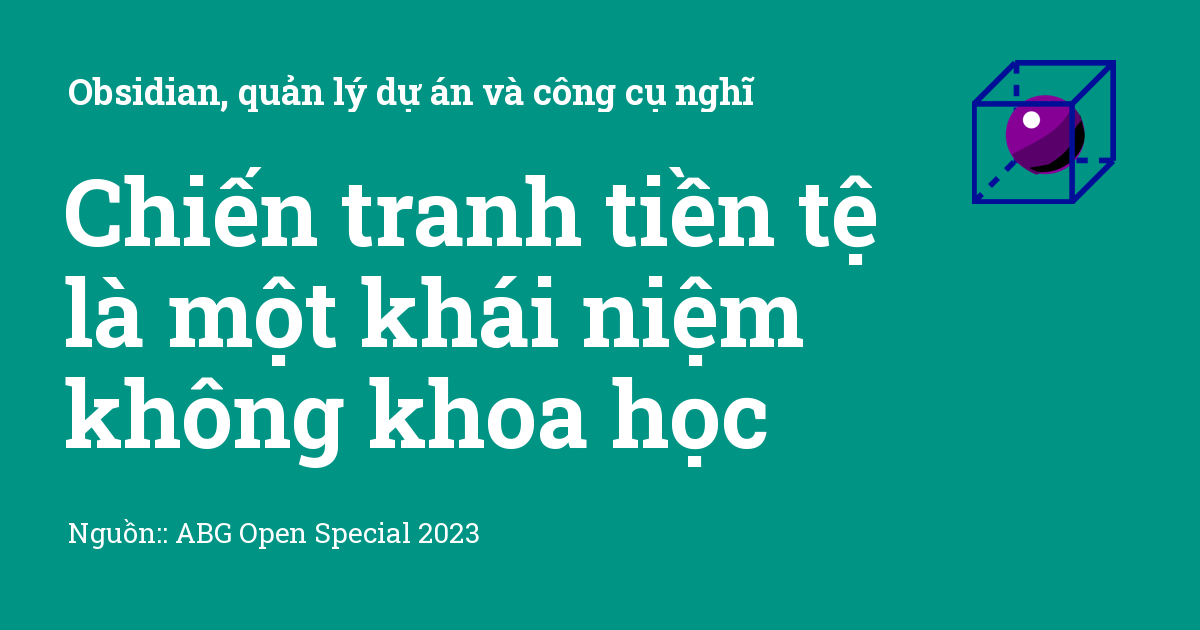 Obsidian, quản lý dự án và công cụ nghĩ
Chiến tranh tiền tệ
là một khái niệm
không khoa học
Nguồn:: ABG Open Special 2023